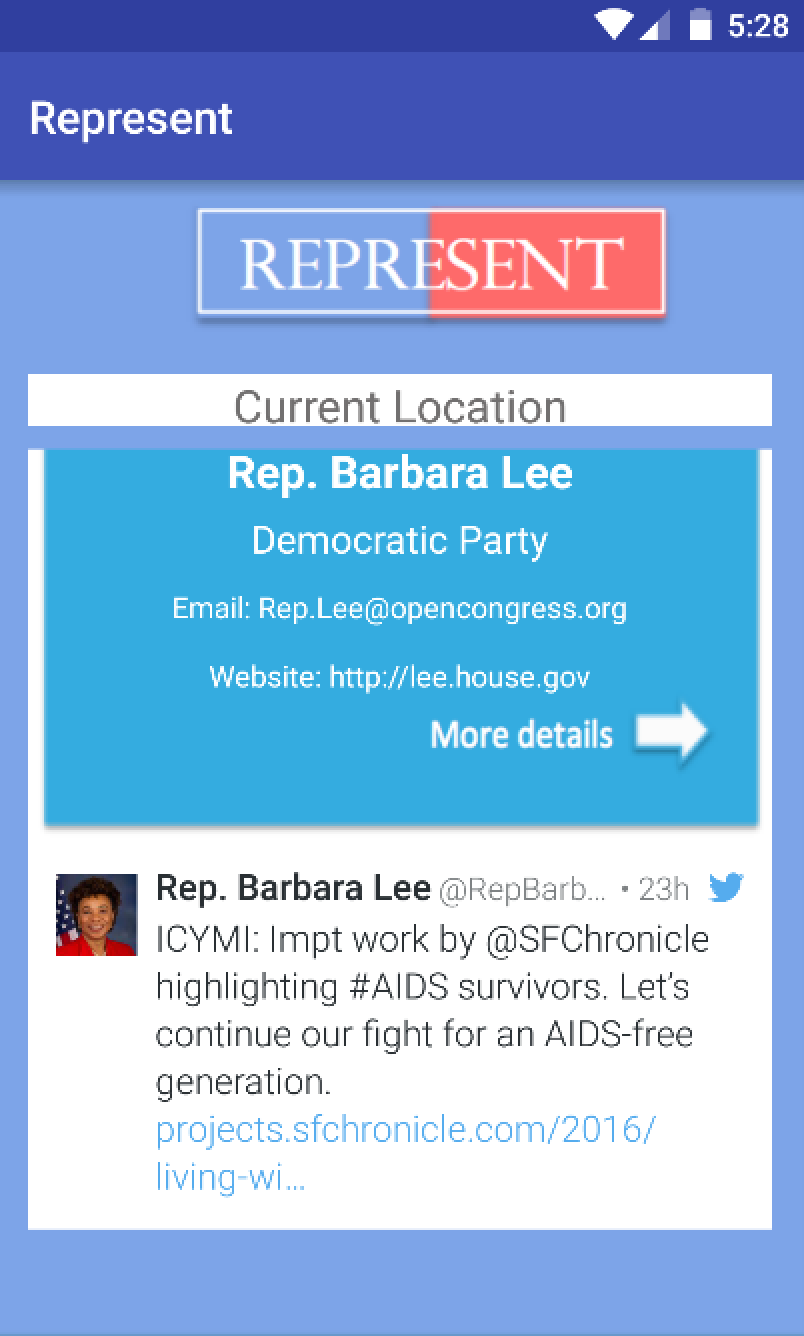 5:28
Represent
REPRESENT
Current Location
Rep. Barbara Lee
Democratic Party
Email: Rep.Lee@opencongress.org
Website: http://lee.house.gov
More details
Rep. Barbara Lee @RepBarb... • 23h
ICYMI: Impt work by @SFChronicle
highlighting #AIDS survivors. Let's
continue our fight for an AIDS-free
generation.
projects.sfchronicle.com/2016/
living-wi...